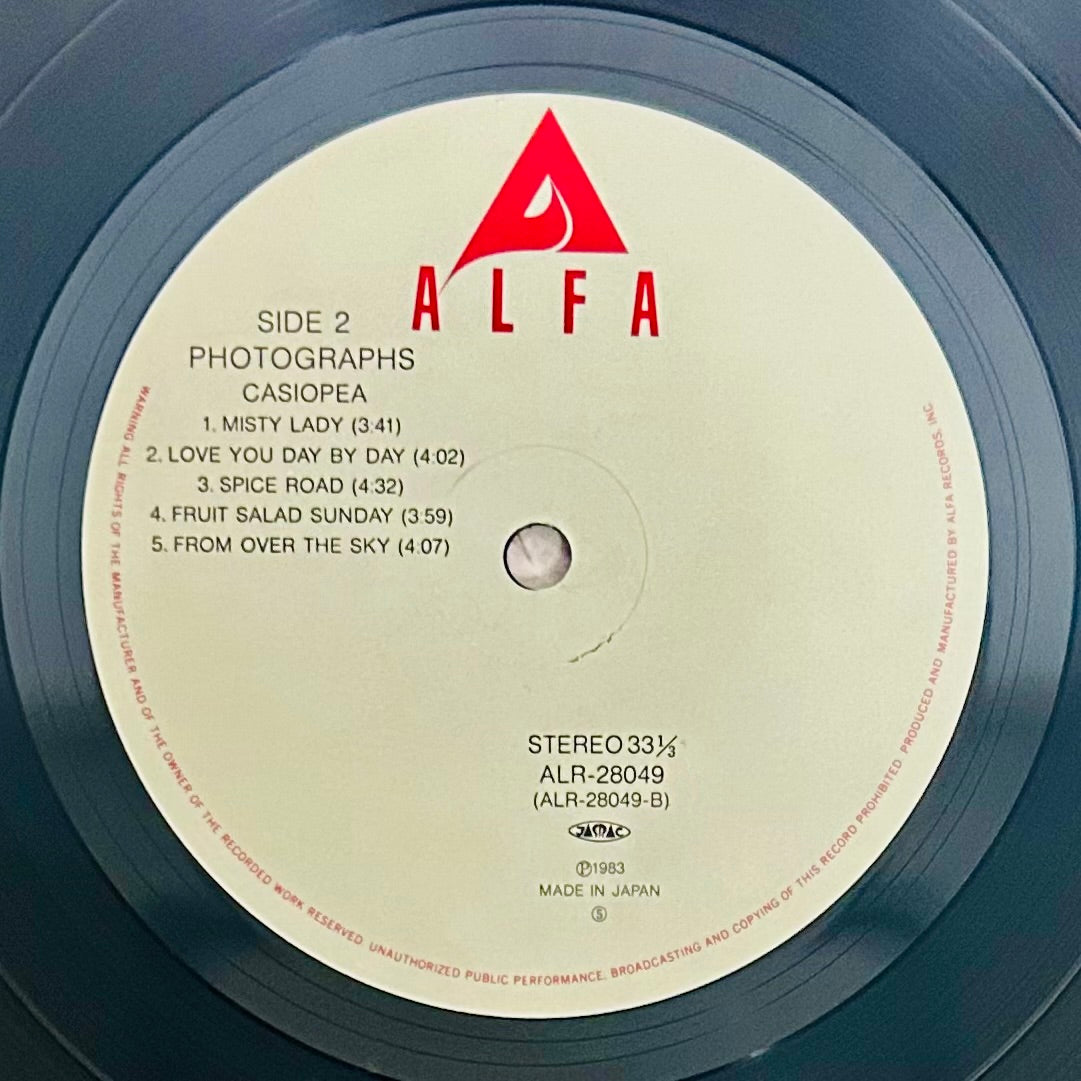 ALFA
SIDE 2
PHOTOGRAPHS
CASIOPEA
1. MISTY LADY (3:41)
2. LOVE YOU DAY BY DAY (4:02)
3. SPICE ROAD (4:32)
4. FRUIT SALAD SUNDAY (3:59)
5. FROM OVER THE SKY (4:07)
STEREO 33⅓
ALR-28049
(ALR-28049-B)
JASRAC
Ⓟ1983
MADE IN JAPAN
⑤
WARNING ALL RIGHTS OF THE MANUFACTURER AND OF THE OWNER OF THE RECORDED WORK RESERVED. UNAUTHORIZED PUBLIC PERFORMANCE, BROADCASTING AND COPYING OF THIS RECORD PROHIBITED. PRODUCED AND MANUFACTURED BY ALFA RECORDS, INC.